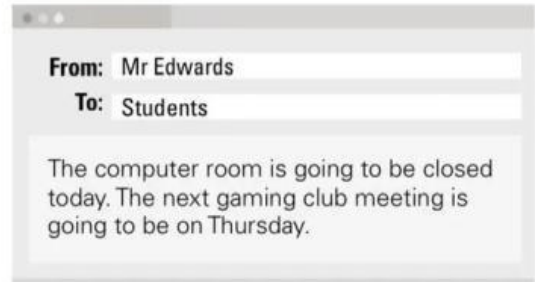 From: Mr Edwards
To: Students
The computer room is going to be closed
today. The next gaming club meeting is
going to be on Thursday.